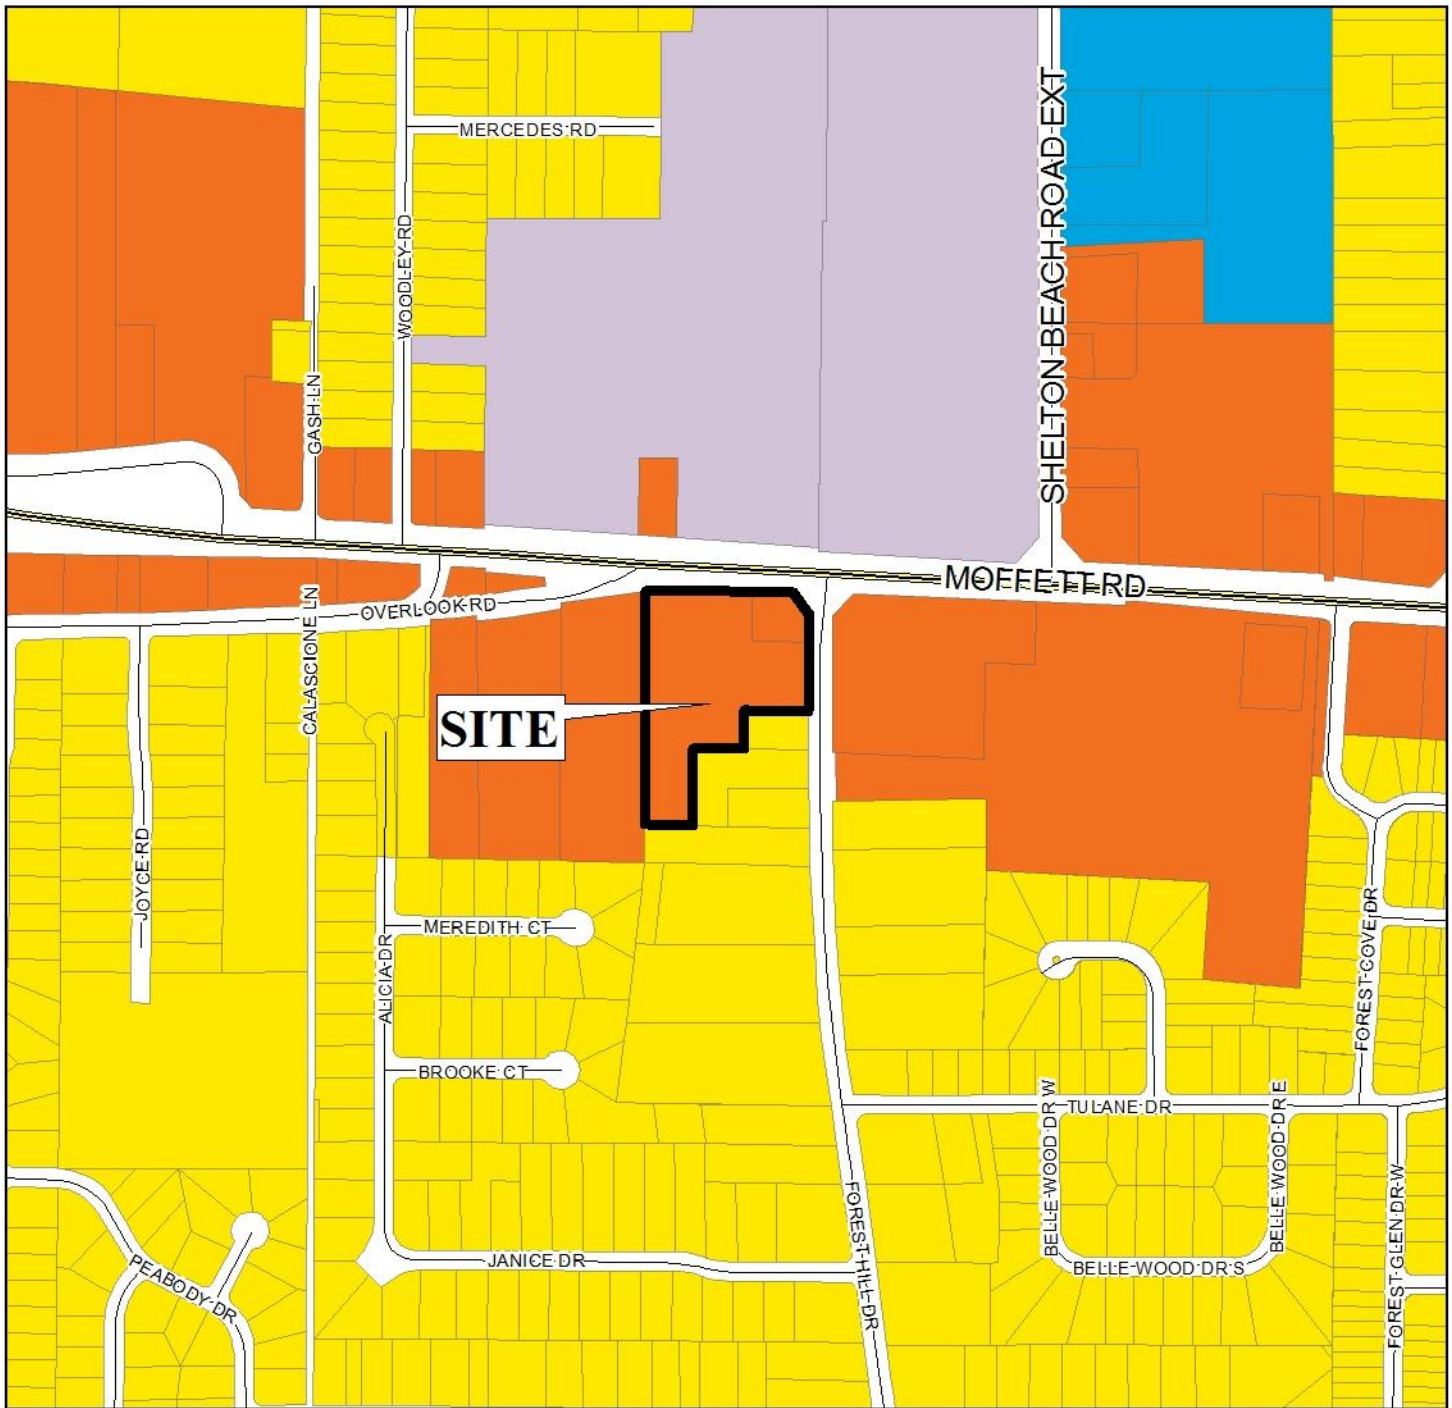 MERCEDES RD
WOODLEY RD
SHELTON BEACH ROAD EXT
GASH LN
MOFFETT RD
OVERLOOK RD
CALASCIONE LN
SITE
JOYCE RD
MEREDITH CT
ALICIA DR
FOREST COVE DR
BROOKE CT
TULANE DR
BELLE WOOD DR W
BELLE WOOD DR E
FOREST HILL DR
FOREST GLEN DR W
JANICE DR
BELLE WOOD DR S
PEABODY DR